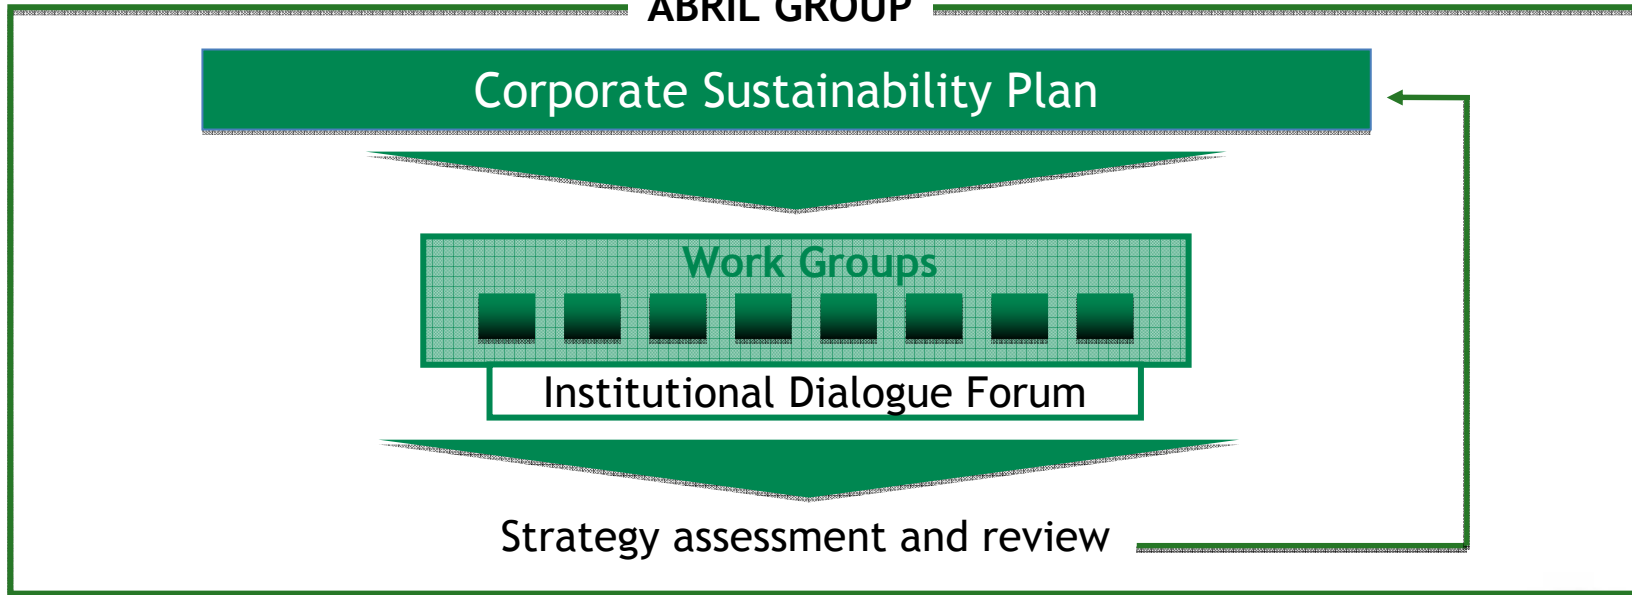 ABRIL GROUP
Corporate Sustainability Plan
Work Groups
Institutional Dialogue Forum
Strategy assessment and review